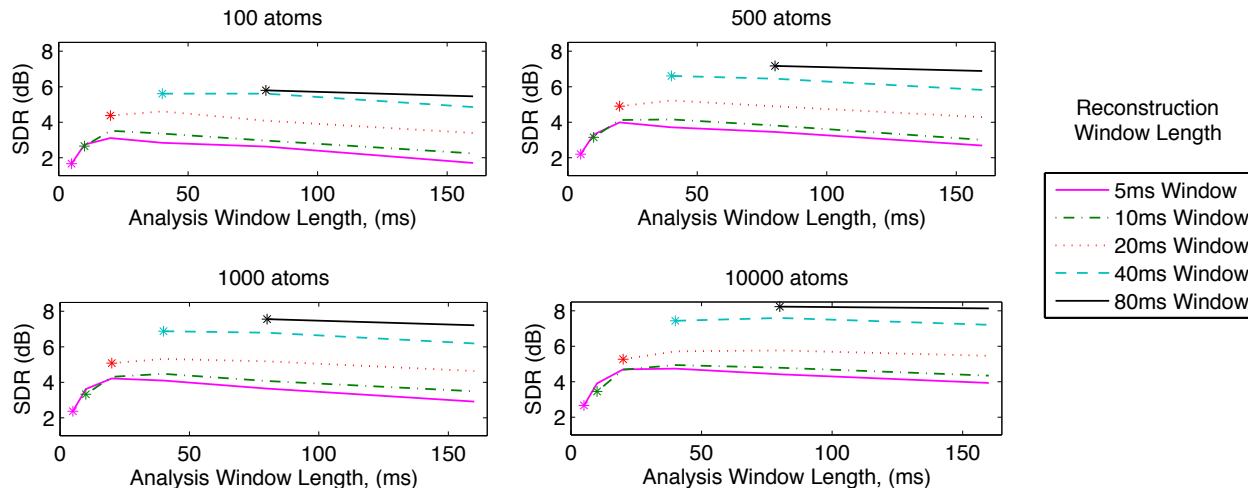 100 atoms
SDR (dB)
8
6
4
2
0 50 100 150
Analysis Window Length, (ms)
500 atoms
SDR (dB)
8
6
4
2
0 50 100 150
Analysis Window Length, (ms)
1000 atoms
SDR (dB)
8
6
4
2
0 50 100 150
Analysis Window Length, (ms)
10000 atoms
SDR (dB)
8
6
4
2
0 50 100 150
Analysis Window Length, (ms)
Reconstruction
Window Length
5ms Window
10ms Window
20ms Window
40ms Window
80ms Window